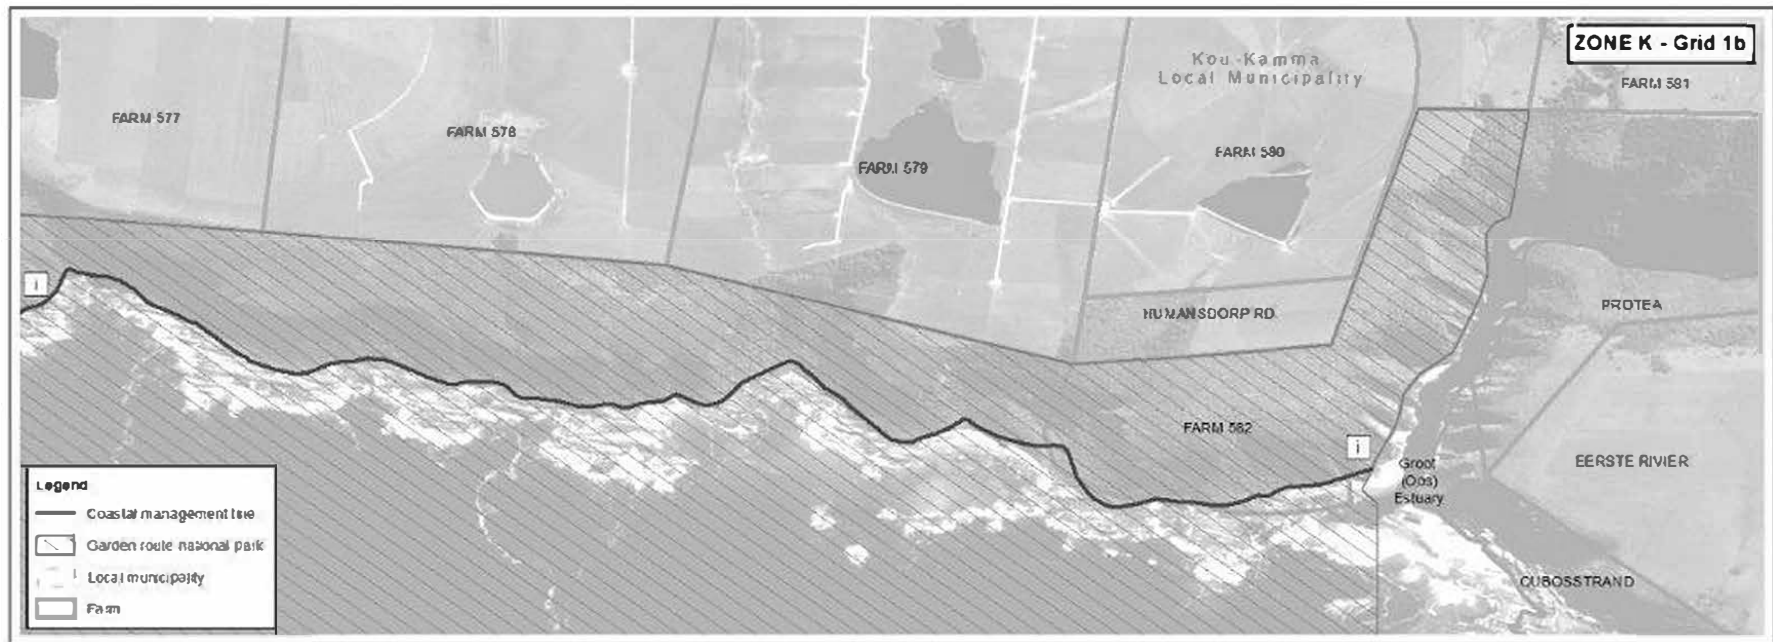 ZONE K - Grid 1b
Kou-Kamma
Local Municipality
FARM 581
FARM 577
FARM 578
FARM 579
FARM 580
HUMANSDORP RD
PROTEA
FARM 582
i
i
Groot
(Oos)
Estuary
EERSTE RIVIER
OUBOSSTRAND
Legend
Coastal management line
Garden route national park
Local municipality
Farm